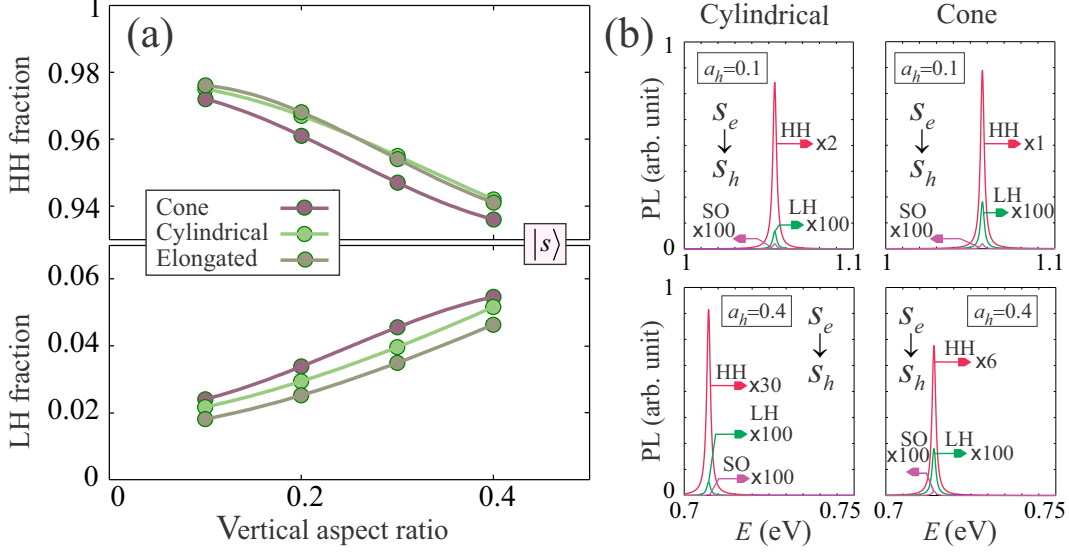 (a)
HH fraction
1
0.98
0.96
0.94
Cone
Cylindrical
Elongated
|s⟩
LH fraction
0.06
0.04
0.02
0
0
0.2
0.4
Vertical aspect ratio
(b)
Cylindrical
Cone
PL (arb. unit)
1
0
a_h=0.1
S_e
↓
S_h
HH
x2
LH
x100
SO
x100
1
1.1
a_h=0.1
S_e
↓
S_h
HH
x1
LH
x100
SO
x100
1
1.1
PL (arb. unit)
1
0
a_h=0.4
S_e
↓
S_h
HH
x30
LH
x100
SO
x100
0.7
0.75
E (eV)
a_h=0.4
S_e
↓
S_h
HH
x6
SO
x100
LH
x100
0.7
0.75
E (eV)